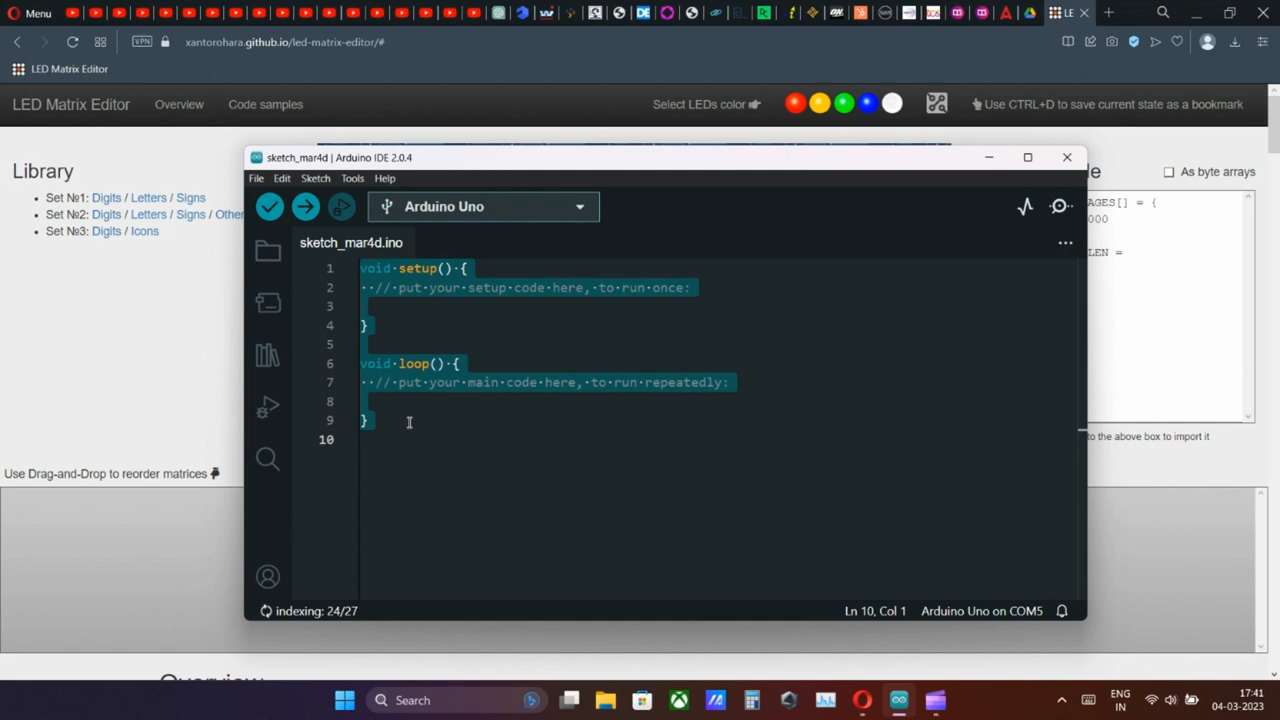 Menu
LE
VPN
xantorohara.github.io/led-matrix-editor/#
LED Matrix Editor
LED Matrix Editor
Overview
Code samples
Select LEDs color
Use CTRL+D to save current state as a bookmark
Library
Set №1: Digits / Letters / Signs
Set №2: Digits / Letters / Signs / Other
Set №3: Digits / Icons
Use Drag-and-Drop to reorder matrices
de
As byte arrays
AGES[] = {
000
LEN =
to the above box to import it
sketch_mar4d | Arduino IDE 2.0.4
File Edit Sketch Tools Help
Arduino Uno
sketch_mar4d.ino
1 void setup() {
2 // put your setup code here, to run once:
3
4 }
5
6 void loop() {
7 // put your main code here, to run repeatedly:
8
9 }
10
indexing: 24/27
Ln 10, Col 1
Arduino Uno on COM5
Overview
Search
ENG
IN
17:41
04-03-2023